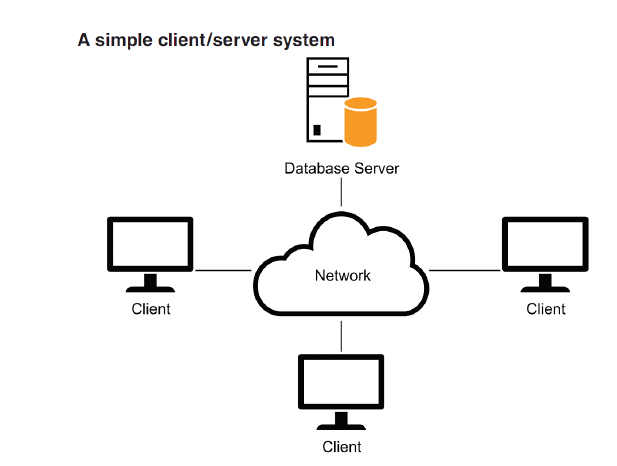 A simple client/server system
Database Server
Network
Client
Client
Client